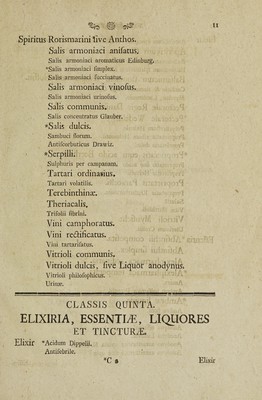 11
Spiritus Rorismarini sive Anthos.
Salis armoniaci anisatus.
Salis armoniaci aromaticus Edinburg.
*Salis armoniaci simplex.
Salis armoniaci succinatus.
Salis armoniaci vinosus.
Salis armoniaci urinosus.
Salis communis.
Salis concentratus Glauber.
*Salis dulcis.
Sambuci florum.
Antiscorbuticus Drawiz.
*Serpilli.
Sulphuris per campanam.
Tartari ordinarius.
Tartari volatilis.
Terebinthinæ.
Theriacalis.
Trifolii fibrini.
Vini camphoratus.
Vini rectificatus.
Vini tartarisatus.
Vitrioli communis.
Vitrioli dulcis, sive Liquor anodynus.
Vitrioli philosophicus.
Urinæ.
CLASSIS QUINTA.
ELIXIRIA, ESSENTIÆ, LIQUORES
ET TINCTURÆ.
Elixir *Acidum Dippelii.
Antifebrile.
*C 2 Elixir